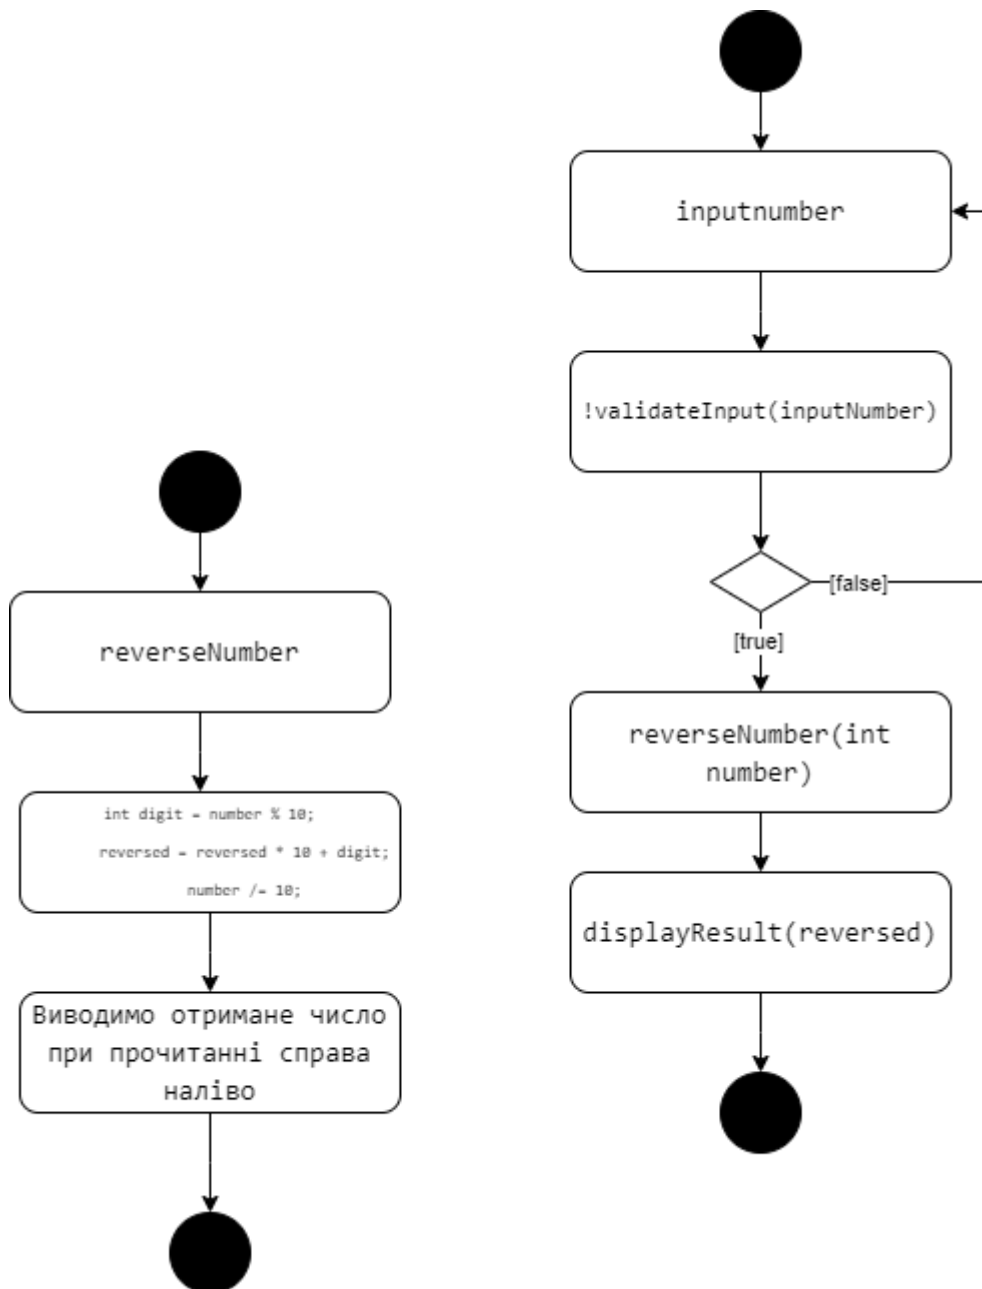 inputnumber
!validateInput(inputNumber)
[false]
[true]
reverseNumber(int
number)
displayResult(reversed)
reverseNumber
int digit = number % 10;
reversed = reversed * 10 + digit;
number /= 10;
Виводимо отримане число
при прочитанні справа
наліво